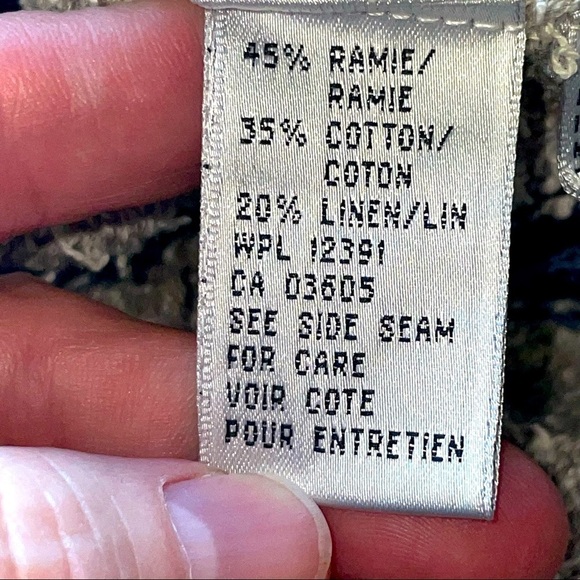 45% RAMIE/
RAMIE
35% COTTON/
COTON
20% LINEN/LIN
WPL 12391
CA 03605
SEE SIDE SEAM
FOR CARE
VOIR COTE
POUR ENTRETIEN